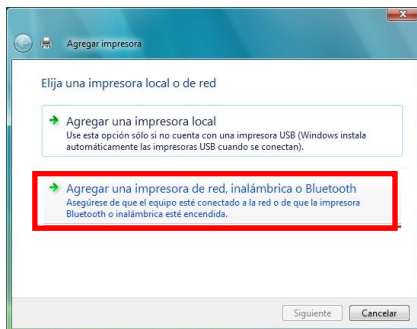 Agregar impresora
Elija una impresora local o de red
Agregar una impresora local
Use esta opción sólo si no cuenta con una impresora USB (Windows instala
automáticamente las impresoras USB cuando se conectan).
Agregar una impresora de red, inalámbrica o Bluetooth
Asegúrese de que el equipo esté conectado a la red o de que la impresora
Bluetooth o inalámbrica esté encendida.
Siguiente Cancelar